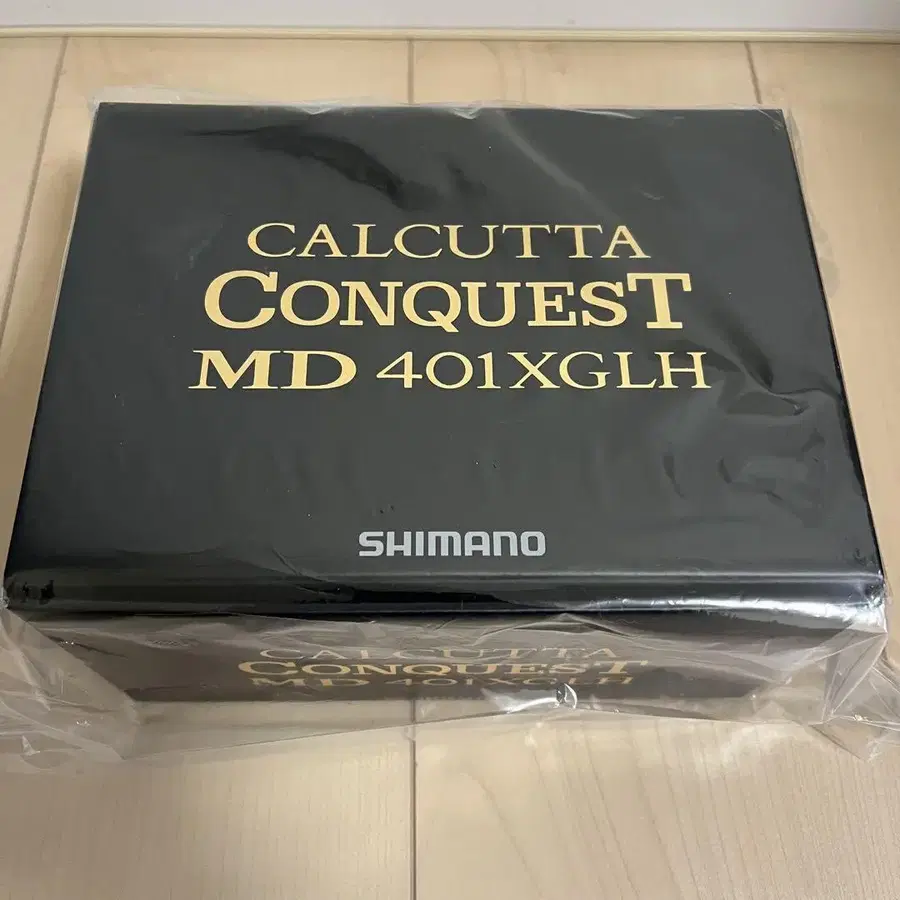 CALCUTTA
CONQUEST
MD 401XGLH
SHIMANO
CALCUTTA
CONQUEST
MD 401XGLH